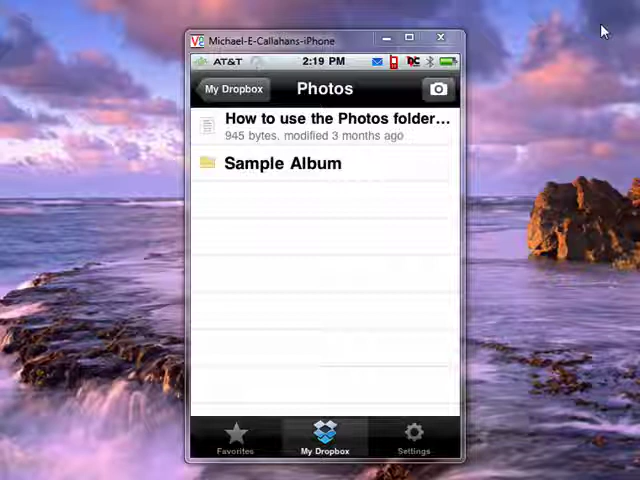 Michael-E-Callahans-iPhone
AT&T 2:19 PM
My Dropbox Photos
How to use the Photos folder...
945 bytes, modified 3 months ago
Sample Album
Favorites My Dropbox Settings